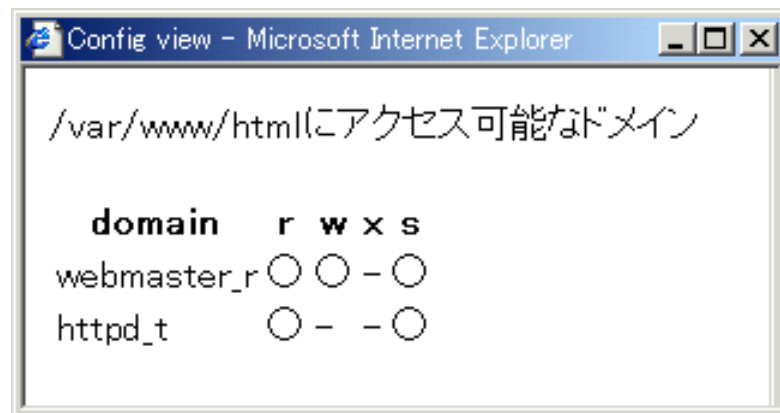 Config view - Microsoft Internet Explorer
/var/www/htmlにアクセス可能なドメイン
domain r w x s
webmaster_r ○ ○ - ○
httpd_t ○ - - ○